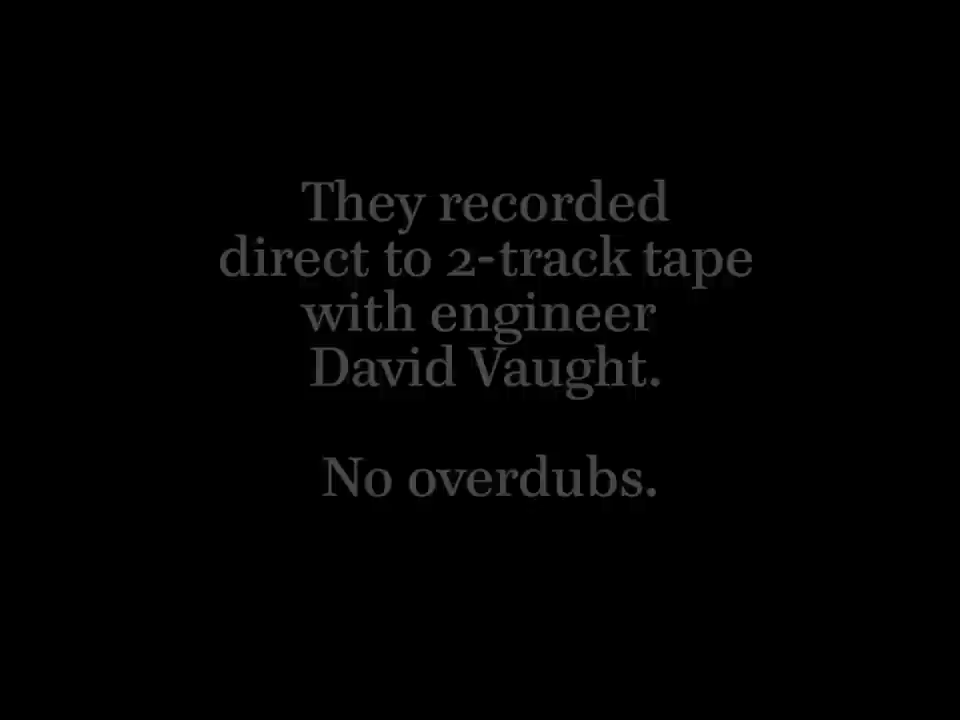 They recorded
direct to 2-track tape
with engineer
David Vaught.
No overdubs.